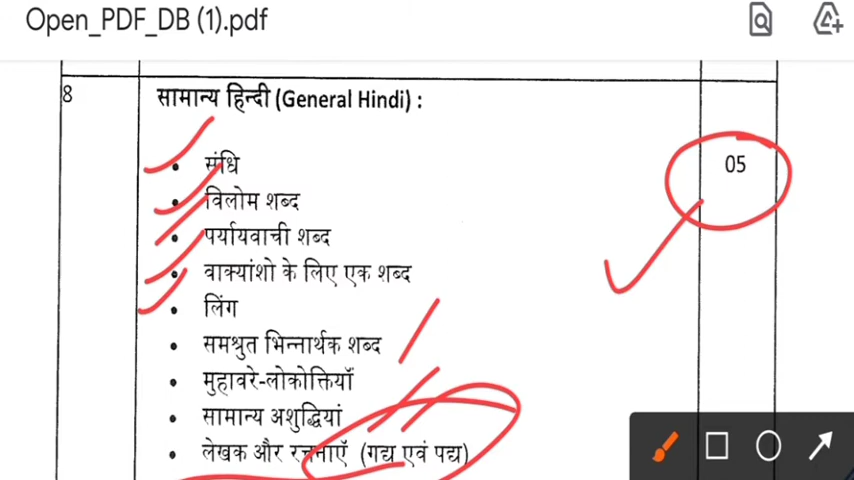 Open_PDF_DB (1).pdf
8
सामान्य हिन्दी (General Hindi) :
05
• संधि
• विलोम शब्द
• पर्यायवाची शब्द
• वाक्यांशो के लिए एक शब्द
• लिंग
• समश्रुत भिन्नार्थक शब्द
• मुहावरे-लोकोक्तियाँ
• सामान्य अशुद्धियां
• लेखक और रचनाएँ (गद्य एवं पद्य)